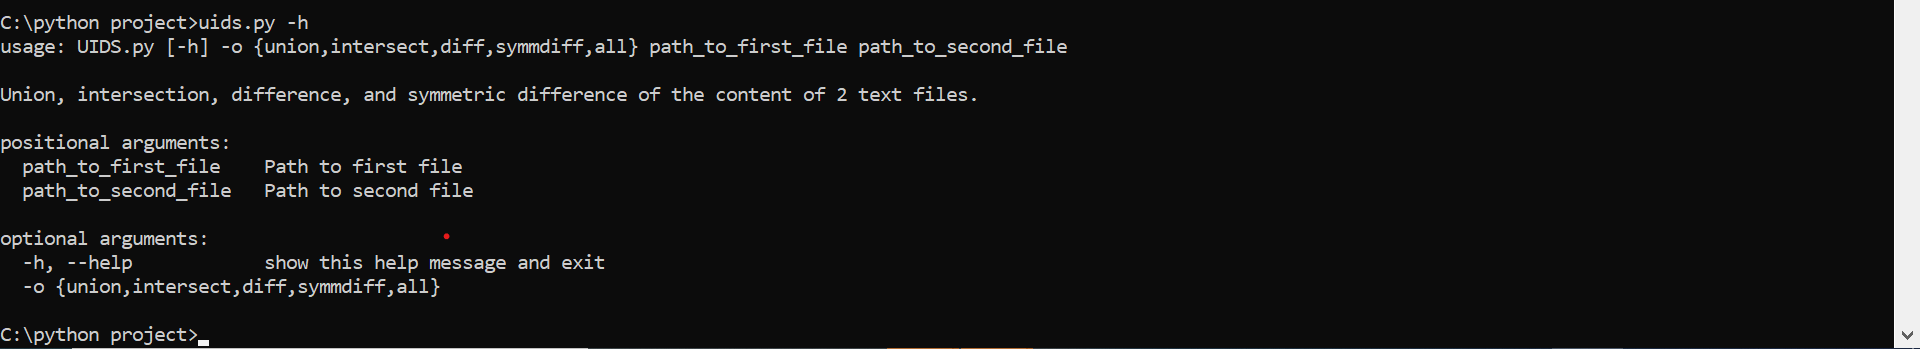 C:\python project>uids.py -h
usage: UIDS.py [-h] -o {union,intersect,diff,symmdiff,all} path_to_first_file path_to_second_file
Union, intersection, difference, and symmetric difference of the content of 2 text files.
positional arguments:
  path_to_first_file    Path to first file
  path_to_second_file   Path to second file
optional arguments:
  -h, --help            show this help message and exit
  -o {union,intersect,diff,symmdiff,all}
C:\python project>